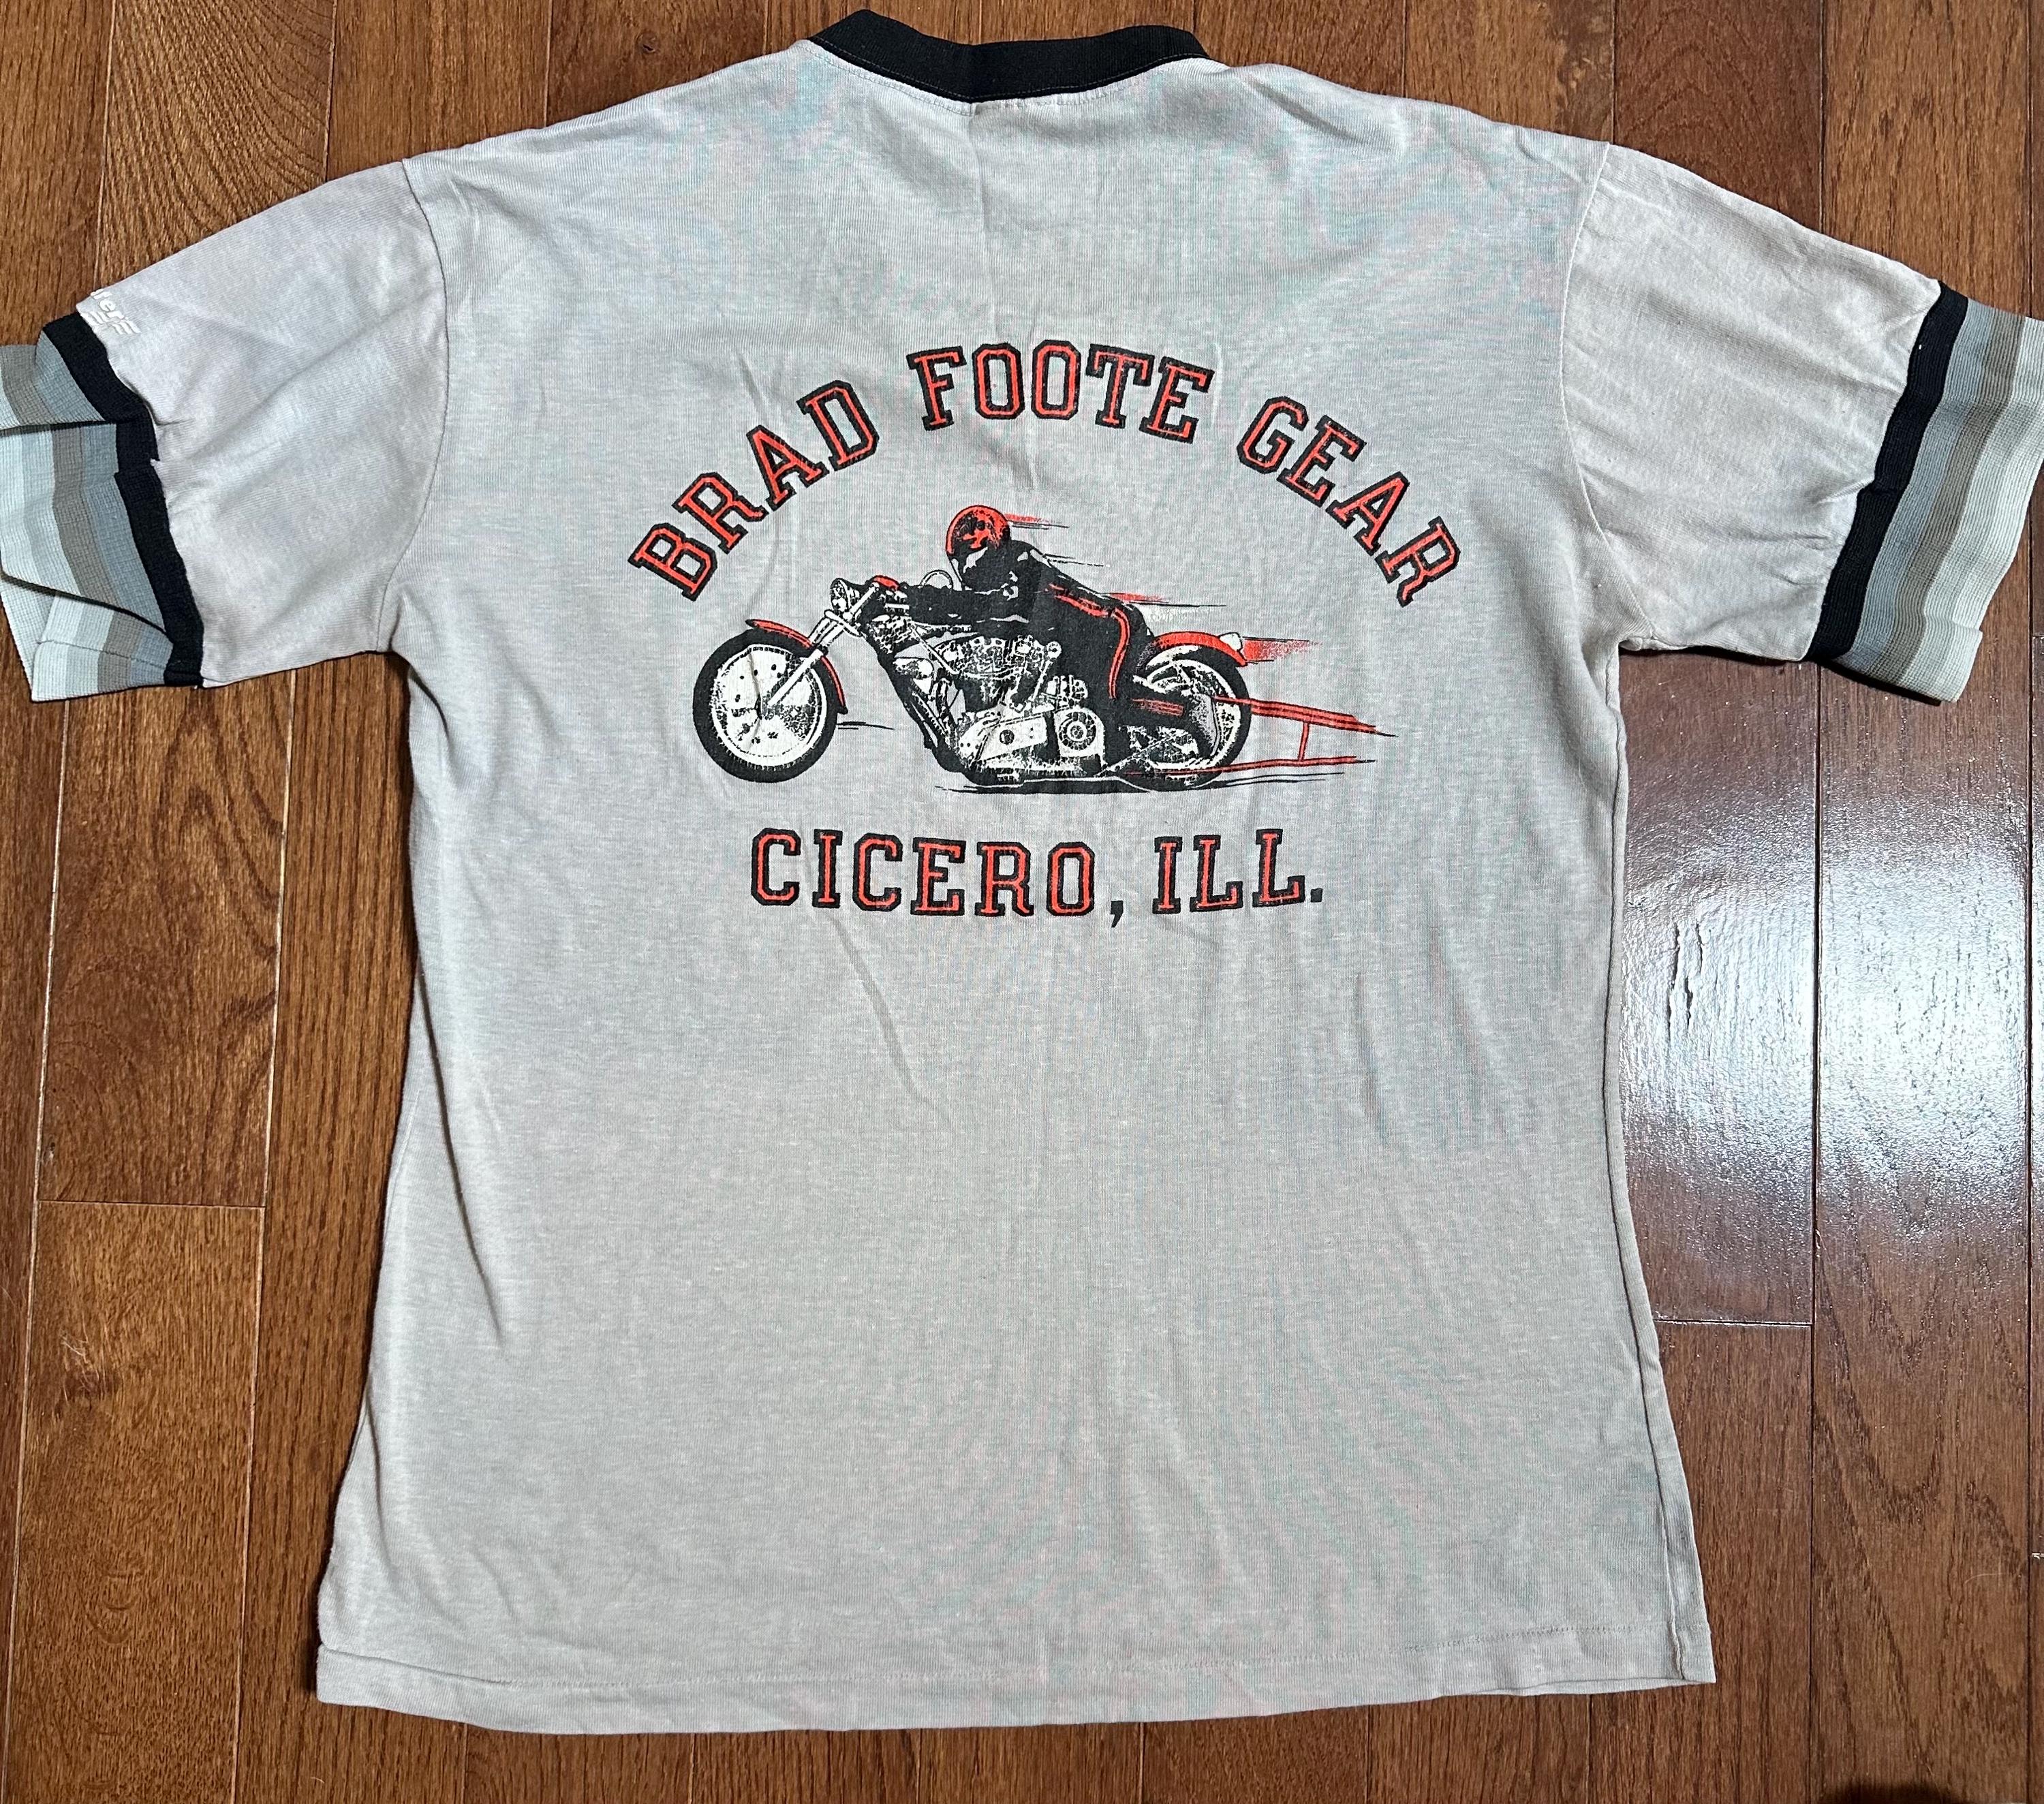 BRAD FOOTE GEAR
CICERO, ILL.